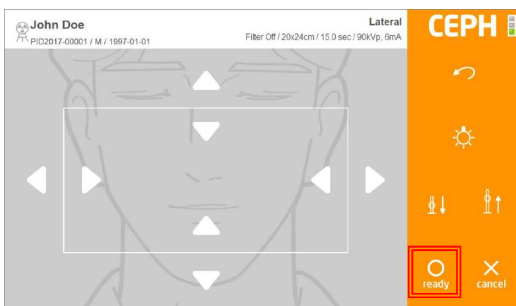 John Doe
PID2017-00001 / M / 1997-01-01
Lateral
Filter Off / 20x24cm / 15.0 sec / 90kVp, 6mA
CEPH
ready
cancel